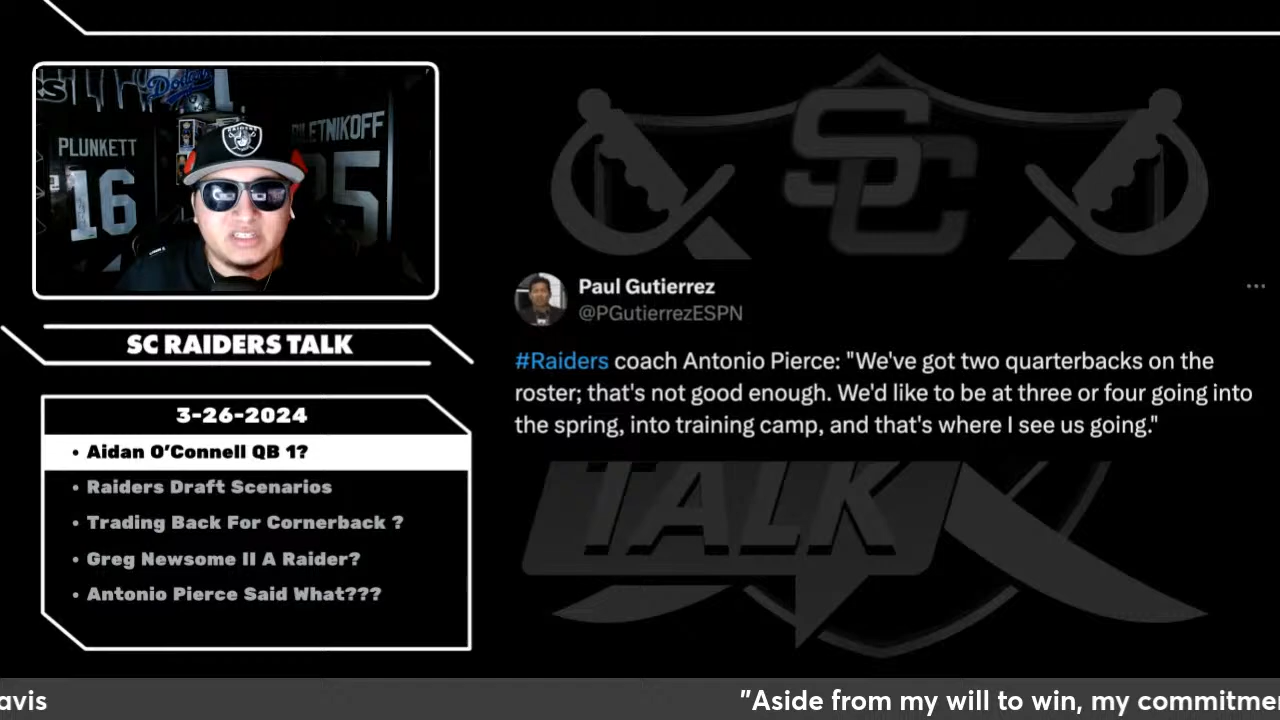 Dodgers
PLUNKETT
16
BILETNIKOFF
25
RAIDERS
SC
Paul Gutierrez
@PGutierrezESPN
#Raiders coach Antonio Pierce: "We've got two quarterbacks on the
roster; that's not good enough. We'd like to be at three or four going into
the spring, into training camp, and that's where I see us going."
TALK
SC RAIDERS TALK
3-26-2024
• Aidan O'Connell QB 1?
• Raiders Draft Scenarios
• Trading Back For Cornerback ?
• Greg Newsome II A Raider?
• Antonio Pierce Said What???
avis
"Aside from my will to win, my commitme